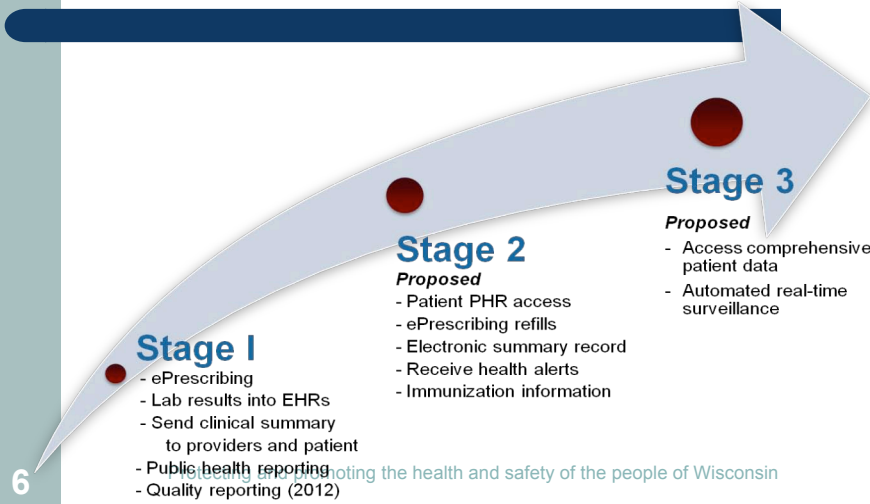 Stage I
- ePrescribing
- Lab results into EHRs
- Send clinical summary
to providers and patient
- Public health reporting
- Quality reporting (2012)
Stage 2
Proposed
- Patient PHR access
- ePrescribing refills
- Electronic summary record
- Receive health alerts
- Immunization information
Stage 3
Proposed
- Access comprehensive
patient data
- Automated real-time
surveillance
Protecting and promoting the health and safety of the people of Wisconsin
6